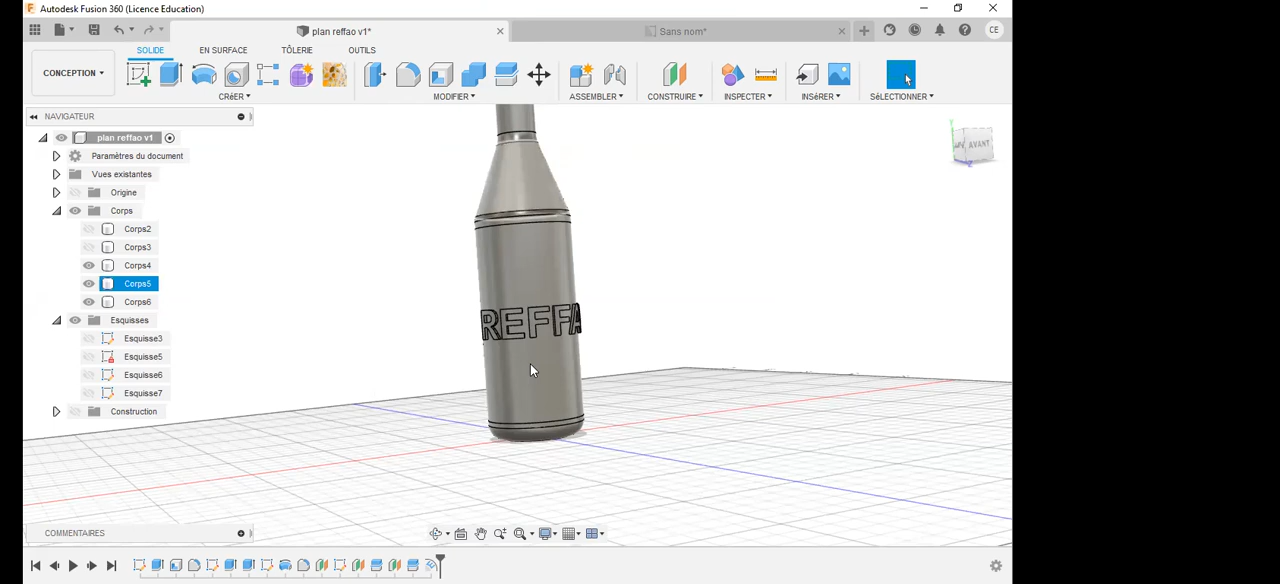 Autodesk Fusion 360 (Licence Education)
plan reffao v1*
Sans nom*
CE
SOLIDE EN SURFACE TÔLERIE OUTILS
CONCEPTION
CRÉER MODIFIER ASSEMBLER CONSTRUIRE INSPECTER INSÉRER SÉLECTIONNER
NAVIGATEUR
plan reffao v1
Paramètres du document
Vues existantes
Origine
Corps
Corps2
Corps3
Corps4
Corps5
Corps6
Esquisses
Esquisse3
Esquisse5
Esquisse6
Esquisse7
Construction
AVANT
REFFA
COMMENTAIRES